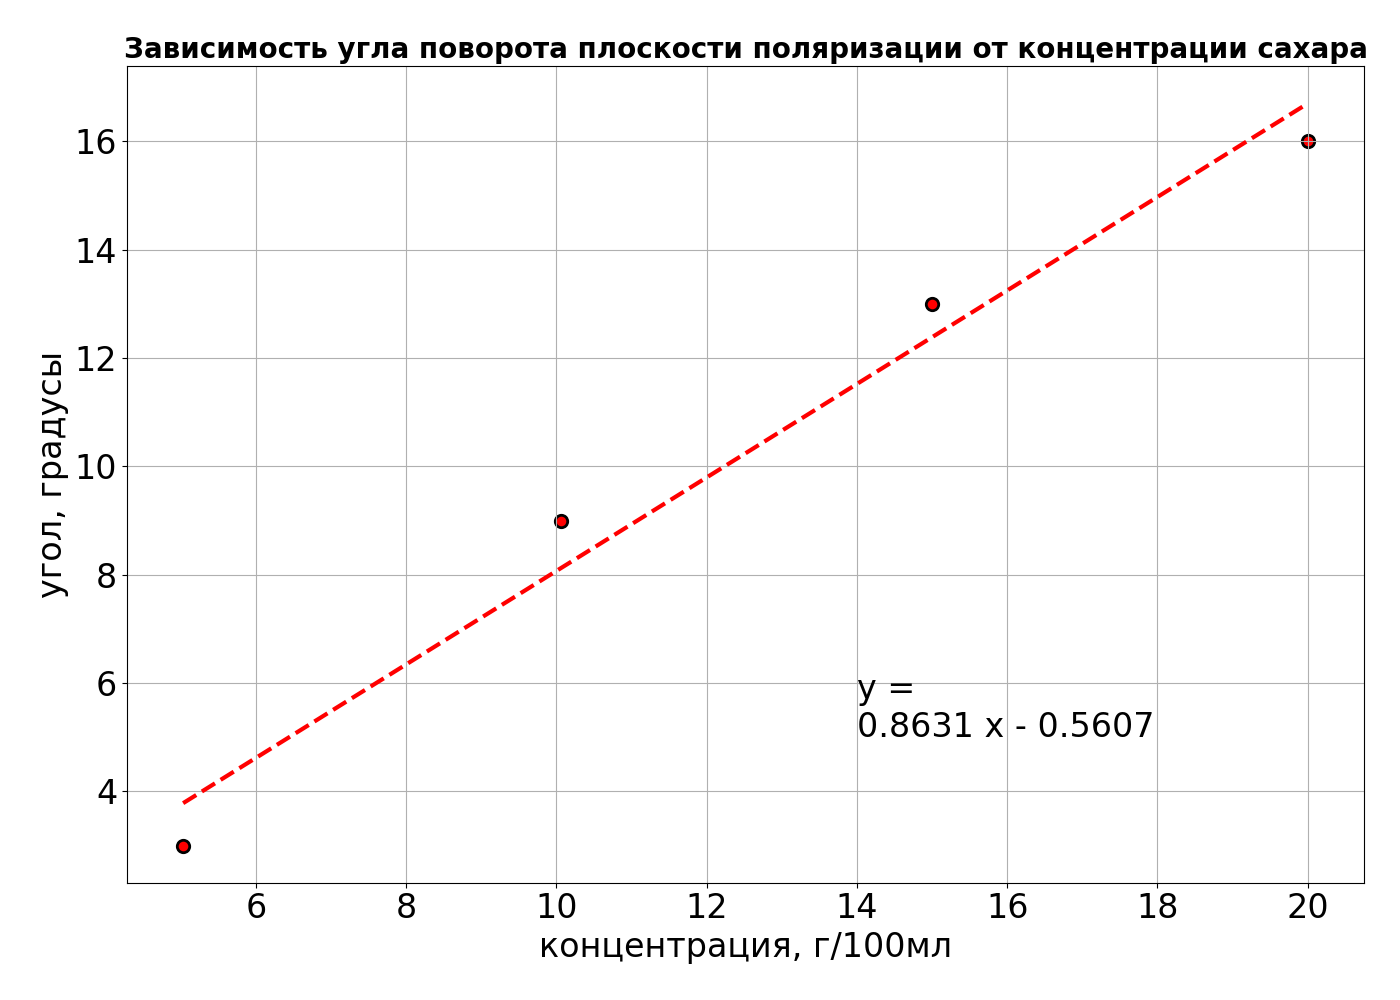 Зависимость угла поворота плоскости поляризации от концентрации сахара
16
14
12
10
8
6
4
угол, градусы
y =
0.8631 x - 0.5607
6 8 10 12 14 16 18 20
концентрация, г/100мл